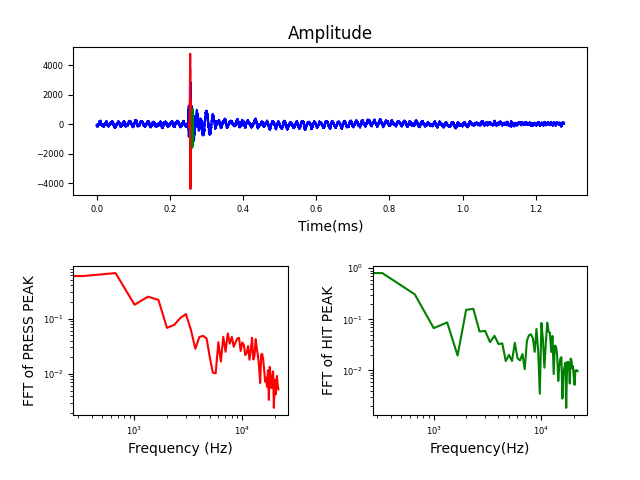 Amplitude
4000
2000
0
−2000
−4000
0.0 0.2 0.4 0.6 0.8 1.0 1.2
Time(ms)
FFT of PRESS PEAK
10⁻¹
10⁻²
10³ 10⁴
Frequency (Hz)
FFT of HIT PEAK
10⁰
10⁻¹
10⁻²
10³ 10⁴
Frequency(Hz)